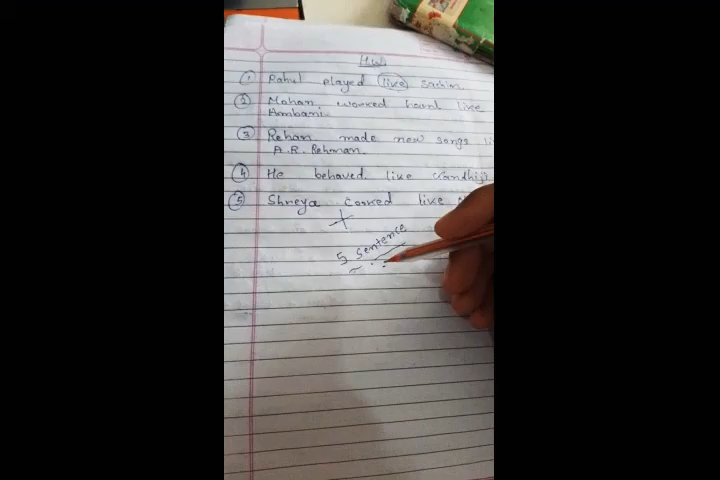 H.W.
① Rahul played like Sachin.
② Mohan worked hard like
Ambani.
③ Rehan made new songs li
A.R. Rehman.
④ He behaved like Gandhiji
⑤ Shreya cooked like
5 Sentence